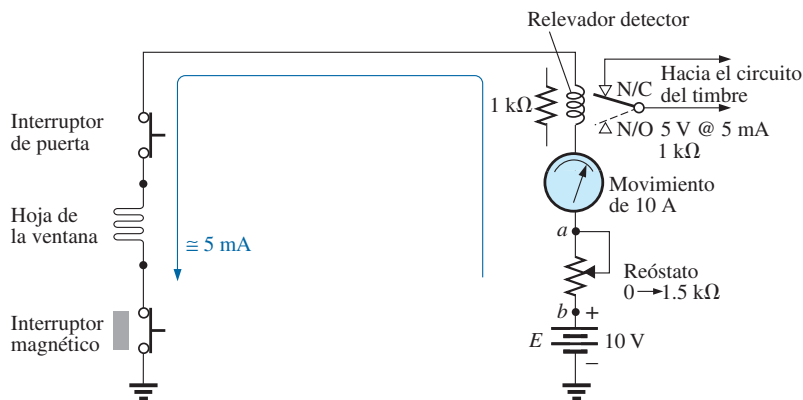 Relevador detector
Hacia el circuito
del timbre
N/C
1 kΩ
N/O 5 V @ 5 mA
1 kΩ
Interruptor
de puerta
Movimiento
de 10 A
Hoja de
la ventana
≅ 5 mA
a
Reóstato
0 → 1.5 kΩ
b +
Interruptor
magnético
E
10 V
−